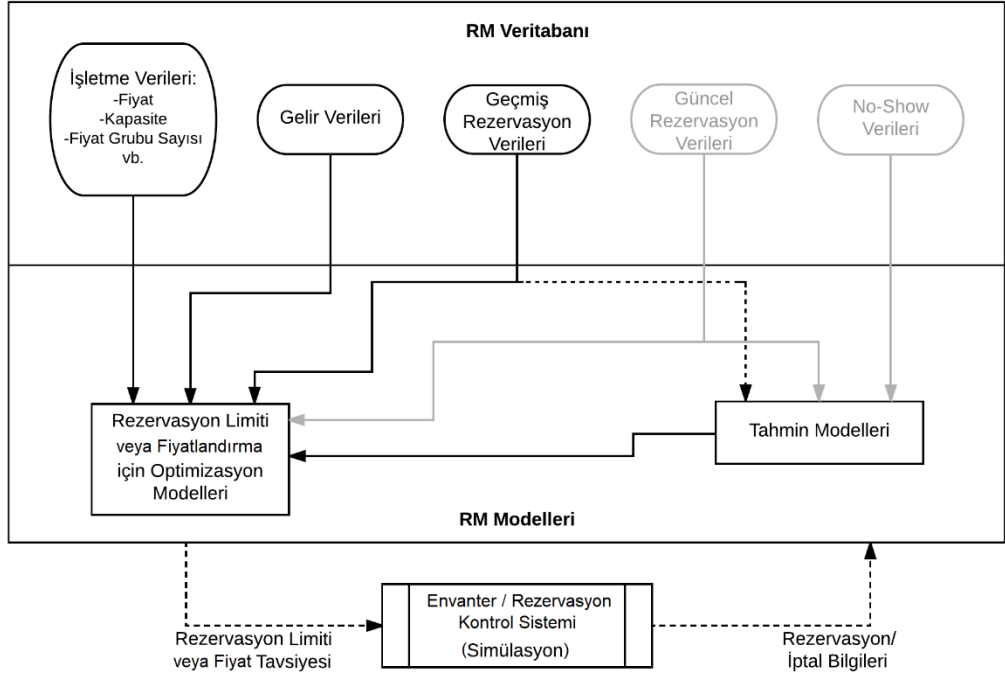 RM Veritabanı
İşletme Verileri:
-Fiyat
-Kapasite
-Fiyat Grubu Sayısı
vb.
Gelir Verileri
Geçmiş
Rezervasyon
Verileri
Güncel
Rezervasyon
Verileri
No-Show
Verileri
Rezervasyon Limiti
veya Fiyatlandırma
için Optimizasyon
Modelleri
Tahmin Modelleri
RM Modelleri
Rezervasyon Limiti
veya Fiyat Tavsiyesi
Envanter / Rezervasyon
Kontrol Sistemi
(Simülasyon)
Rezervasyon/
İptal Bilgileri